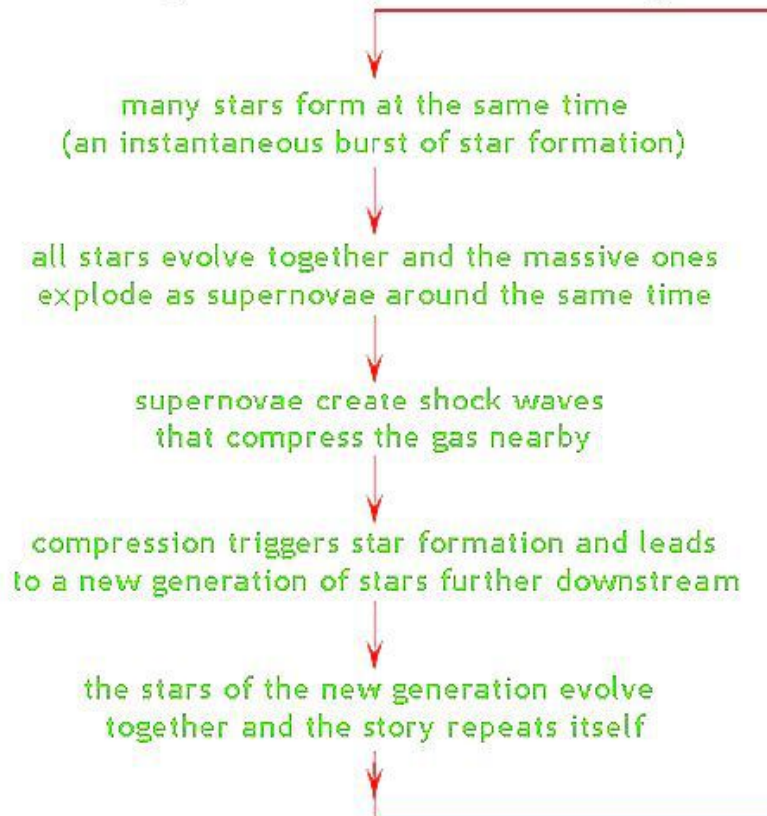 many stars form at the same time
(an instantaneous burst of star formation)
all stars evolve together and the massive ones
explode as supernovae around the same time
supernovae create shock waves
that compress the gas nearby
compression triggers star formation and leads
to a new generation of stars further downstream
the stars of the new generation evolve
together and the story repeats itself